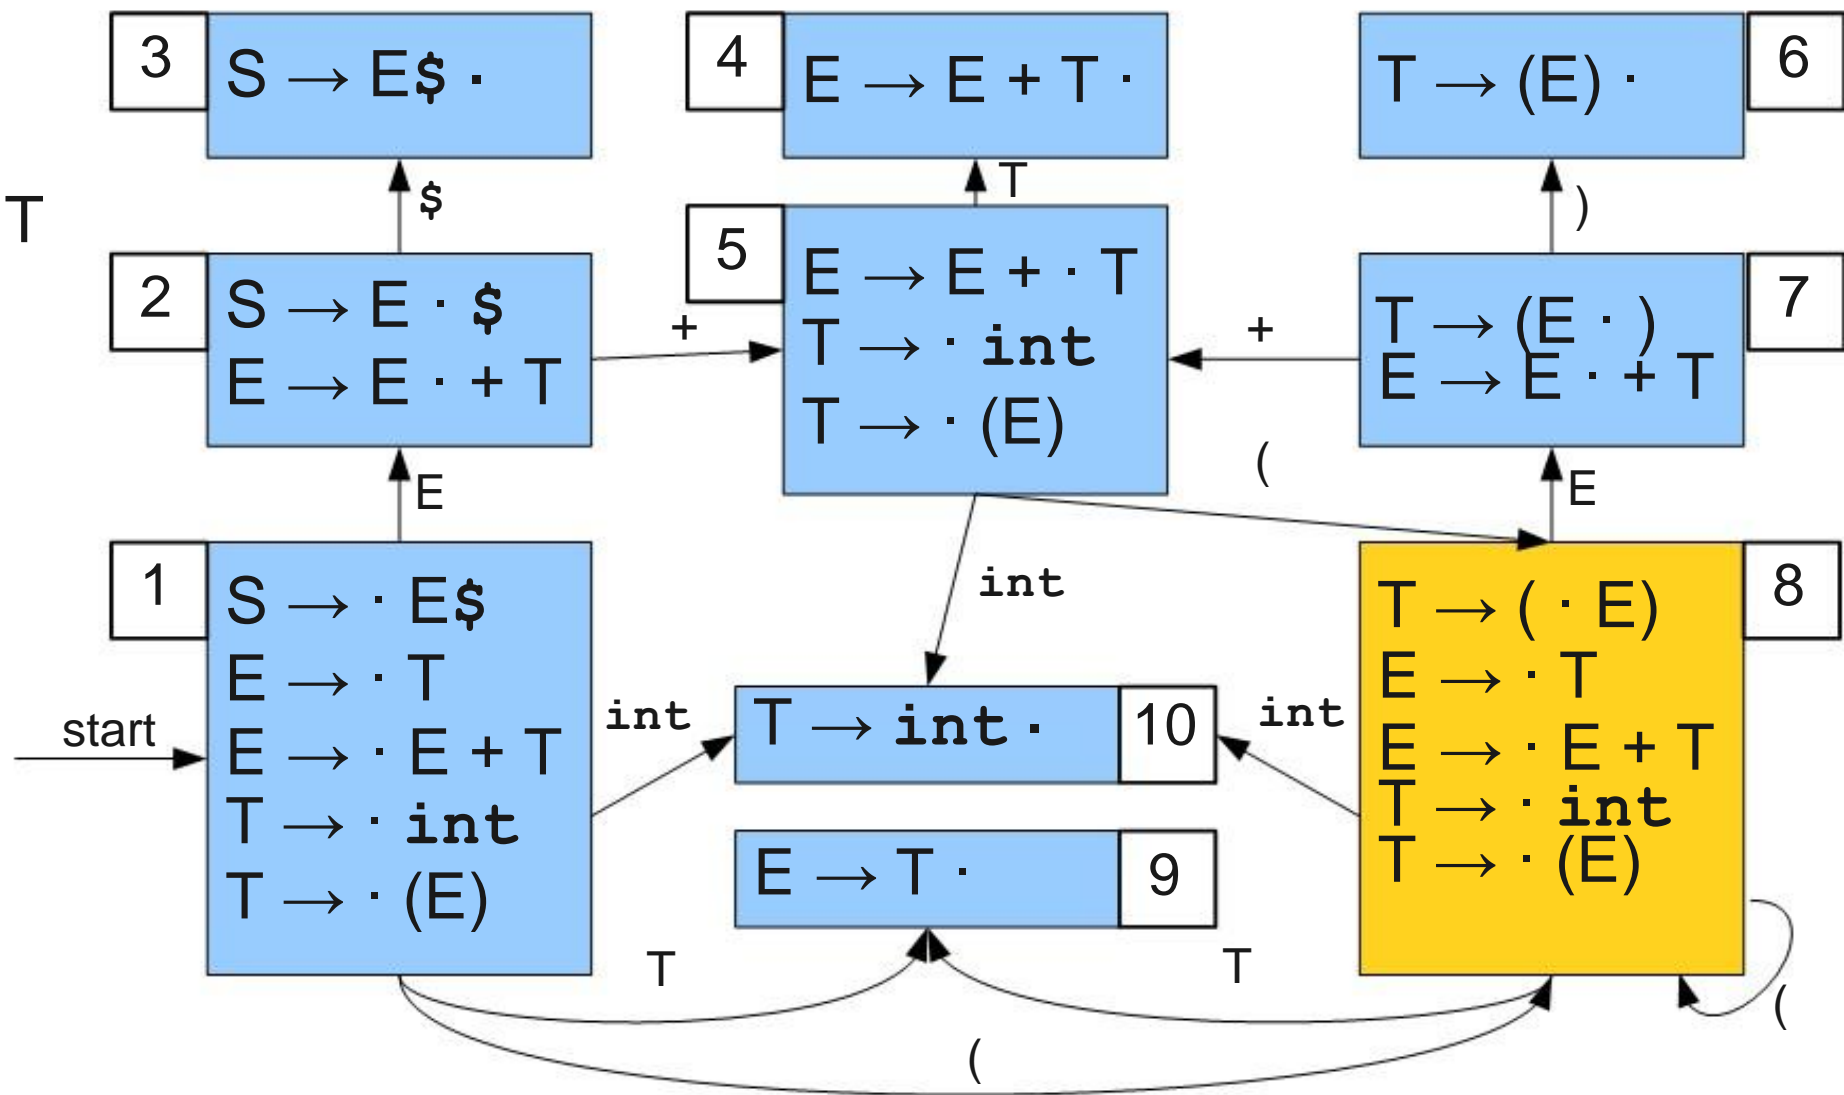 3
S → E$ ·
4
E → E + T ·
T → (E) ·
6
$
T
)
T
2
S → E · $
E → E · + T
+
5
E → E + · T
T → · int
T → · (E)
+
T → (E · )
E → E · + T
7
E
(
E
1
S → · E$
E → · T
E → · E + T
T → · int
T → · (E)
start
int
int
T → int ·
10
int
T → ( · E)
E → · T
E → · E + T
T → · int
T → · (E)
8
E → T ·
9
T
T
(
(